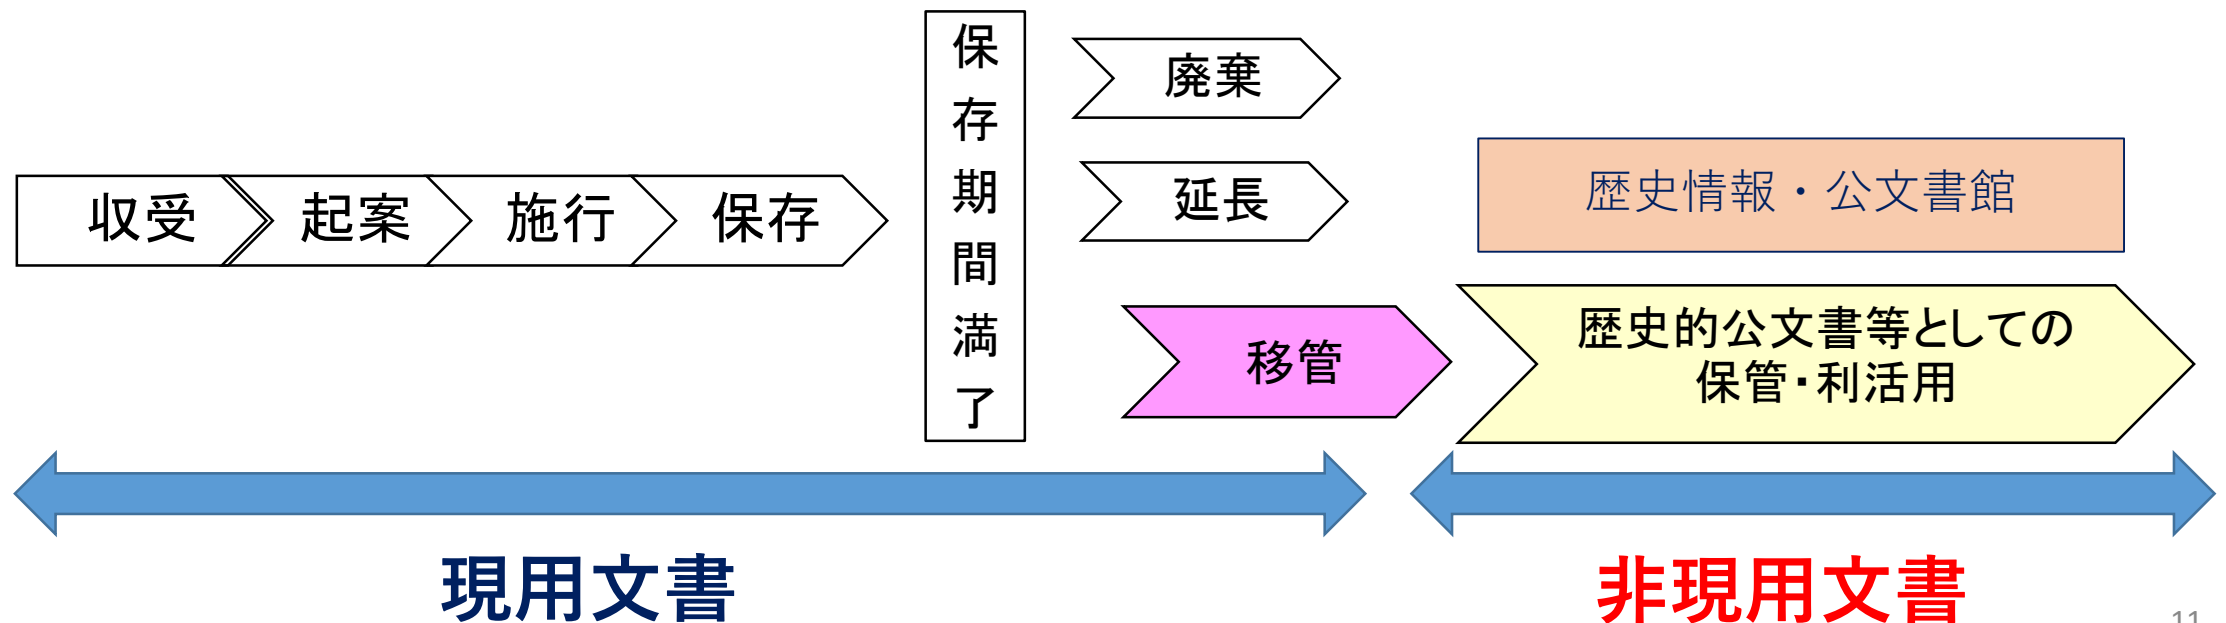 収受
起案
施行
保存
保存期間満了
廃棄
延長
移管
歴史情報・公文書館
歴史的公文書等としての
保管・利活用
現用文書
非現用文書
11